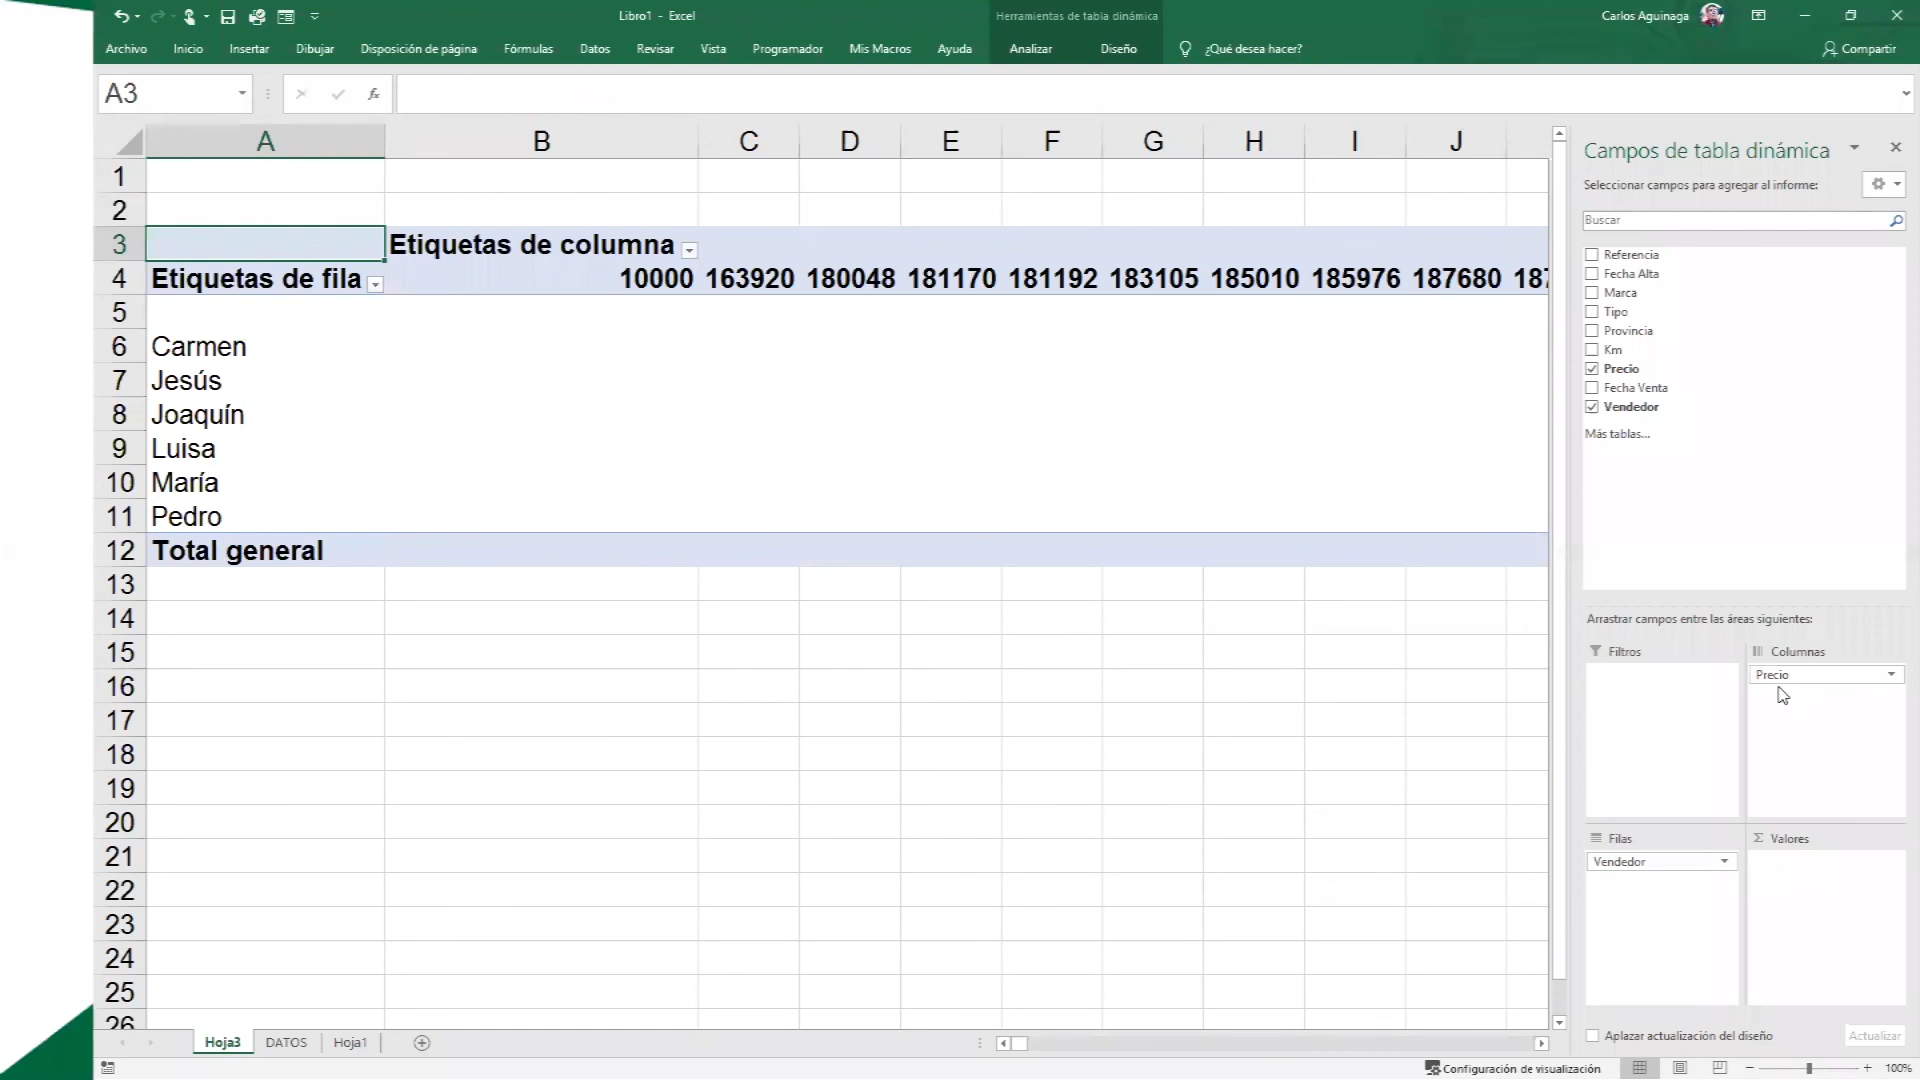 Libro1 - Excel
Herramientas de tabla dinámica
Carlos Aguinaga
Archivo Inicio Insertar Dibujar Disposición de página Fórmulas Datos Revisar Vista Programador Mis Macros Ayuda Analizar Diseño ¿Qué desea hacer? Compartir
A3 fx
A B C D E F G H I J
1
2
3 Etiquetas de columna
4 Etiquetas de fila 10000 163920 180048 181170 181192 183105 185010 185976 187680
5
6 Carmen
7 Jesús
8 Joaquín
9 Luisa
10 María
11 Pedro
12 Total general
13
14
15
16
17
18
19
20
21
22
23
24
25
26
Campos de tabla dinámica
Seleccionar campos para agregar al informe:
Buscar
Referencia
Fecha Alta
Marca
Tipo
Provincia
Km
Precio
Fecha Venta
Vendedor
Más tablas...
Arrastrar campos entre las áreas siguientes:
Filtros Columnas
Precio
Filas Σ Valores
Vendedor
Aplazar actualización del diseño Actualizar
Hoja3 DATOS Hoja1
Configuración de visualización 100%